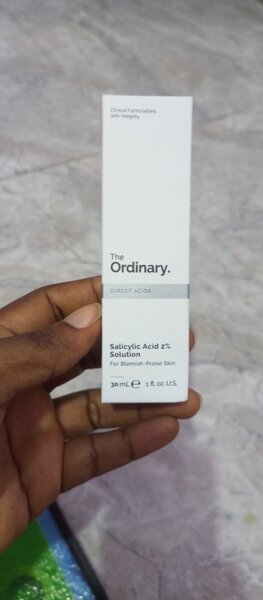 Clinical Formulations
with Integrity.
The
Ordinary.
DIRECT ACIDS
Salicylic Acid 2%
Solution
For Blemish-Prone Skin
30 mL ℮ 1 fl. oz. U.S.